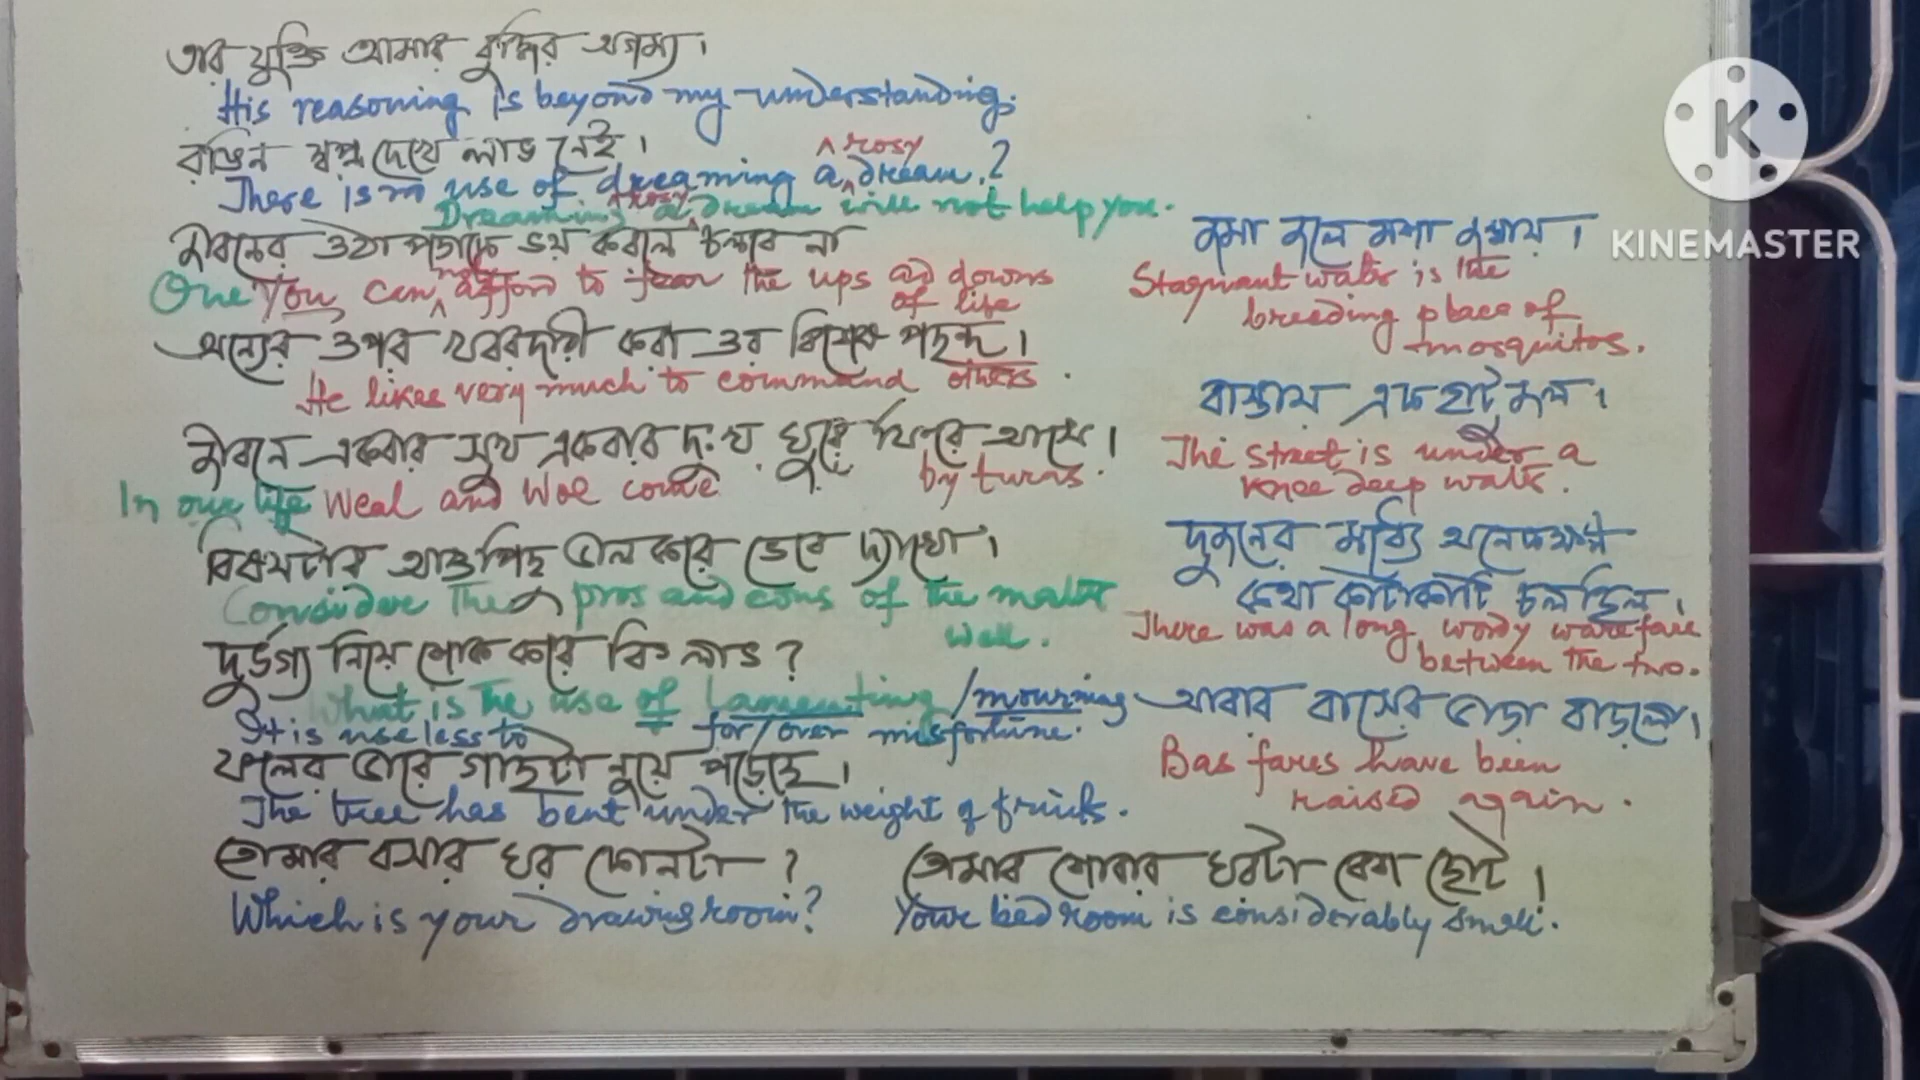 তার যুক্তি আমার বুদ্ধির অগম্য।
His reasoning is beyond my understanding.
রঙিন স্বপ্ন দেখে লাভ নেই।
^ rosy
There is no use of dreaming a dream.?
Dreaming ^rosy a dream will not help you.
জীবনের ওঠা পড়াকে ভয় করলে চলবে না
One You can ^not afford to fear the ups and downs
of life
অন্যের ওপর খবরদারী করা ওর বিশেষ পছন্দ।
He likes very much to command others.
জীবনে একবার সুখ একবার দুঃখ ঘুরে ফিরে আসে।
In our life Weal and Woe come by turns.
বিষয়টার আগুপিছু ভাল করে ভেবে দ্যাখো।
Consider the pros and cons of the matter
well.
দুর্ভগ্য নিয়ে শোক করে কি লাভ?
What is the use of Lamenting/mourning
It is useless to for/over misfortune.
ফলের ভারে গাছটা নুয়ে পড়েছে।
The tree has bent under the weight of fruits.
তোমার বসার ঘর কোনটা?
Which is your drawing room?
তোমার শোবার ঘরটা বেশ ছোট।
Your bed room is considerably small.
জমা জলে মশা জন্মায়।
Stagnant water is the
breeding place of
mosquitos.
রাস্তায় এক হাটু জল।
The street is under a
knee deep water.
দুজনের মধ্যে অনেকক্ষণ
কথা কাটাকাটি চলছিল।
There was a long wordy warefare
between the two.
আবার বাসের ভাড়া বাড়লো।
Bas fares have been
raised again.
K
KINEMASTER